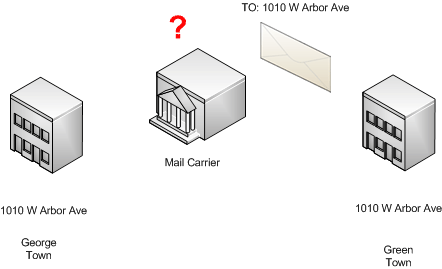 TO: 1010 W Arbor Ave
?
Mail Carrier
1010 W Arbor Ave
George
Town
1010 W Arbor Ave
Green
Town